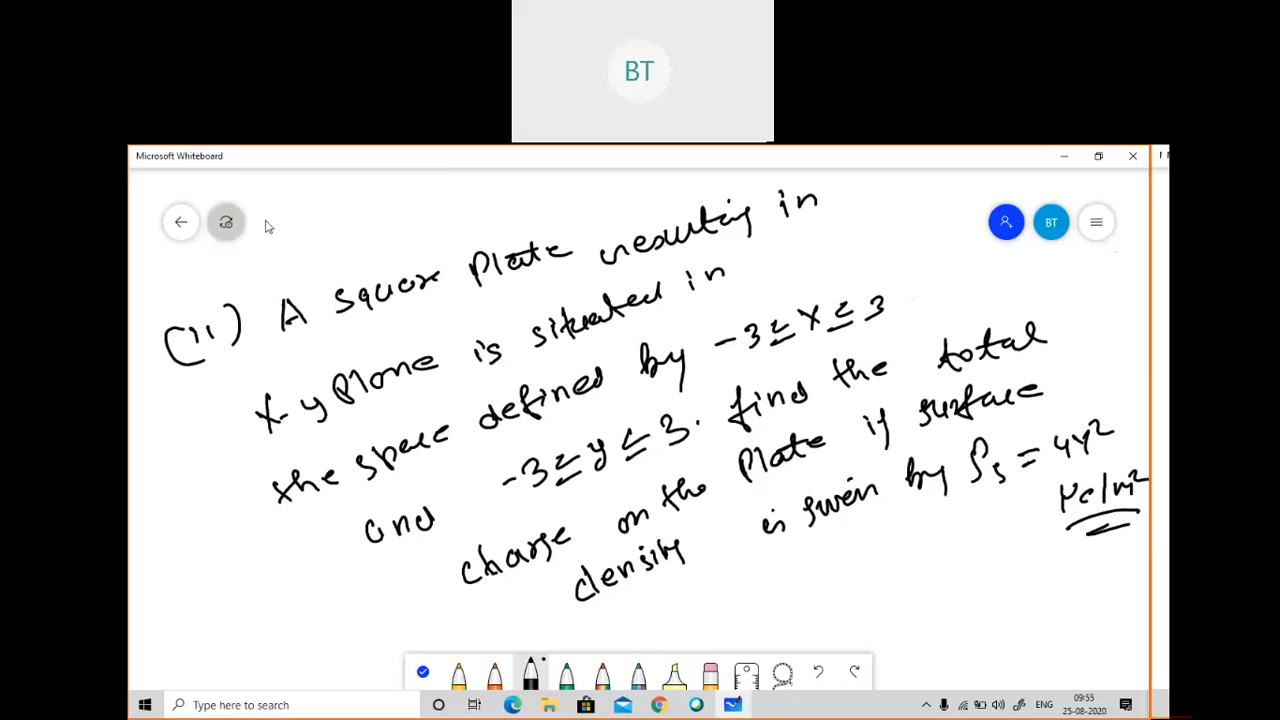 BT
Microsoft Whiteboard
BT
(11) A square Plate resulting in
x-y Plane is situated in
the space defined by -3 ≤ x ≤ 3
and -3 ≤ y ≤ 3. find the total
charge on the Plate if surface
density is given by ρs = 4y²
μc/m²
Type here to search
ENG
09:55
25-08-2020